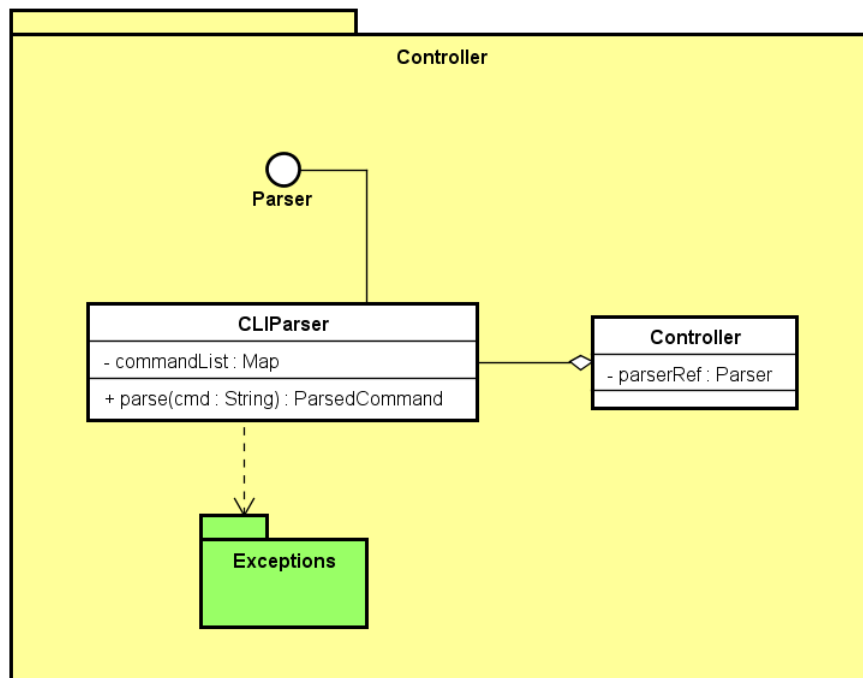 Controller
Parser
CLIParser
- commandList : Map
+ parse(cmd : String) : ParsedCommand
Controller
- parserRef : Parser
Exceptions